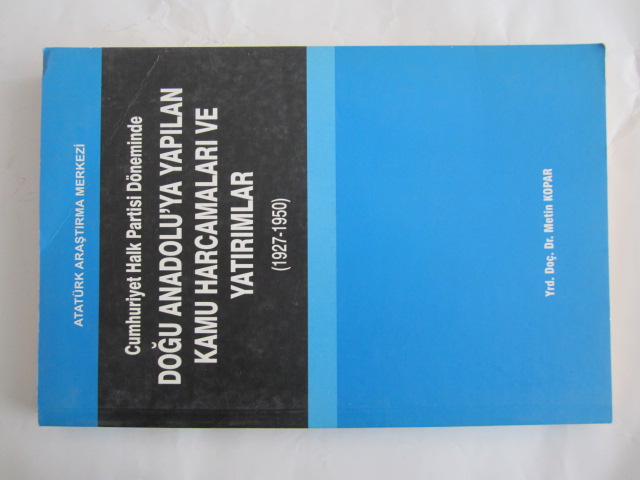 ATATÜRK ARAŞTIRMA MERKEZİ
Cumhuriyet Halk Partisi Döneminde
DOĞU ANADOLU'YA YAPILAN
KAMU HARCAMALARI VE
YATIRIMLAR
(1927-1950)
Yrd. Doç. Dr. Metin KOPAR